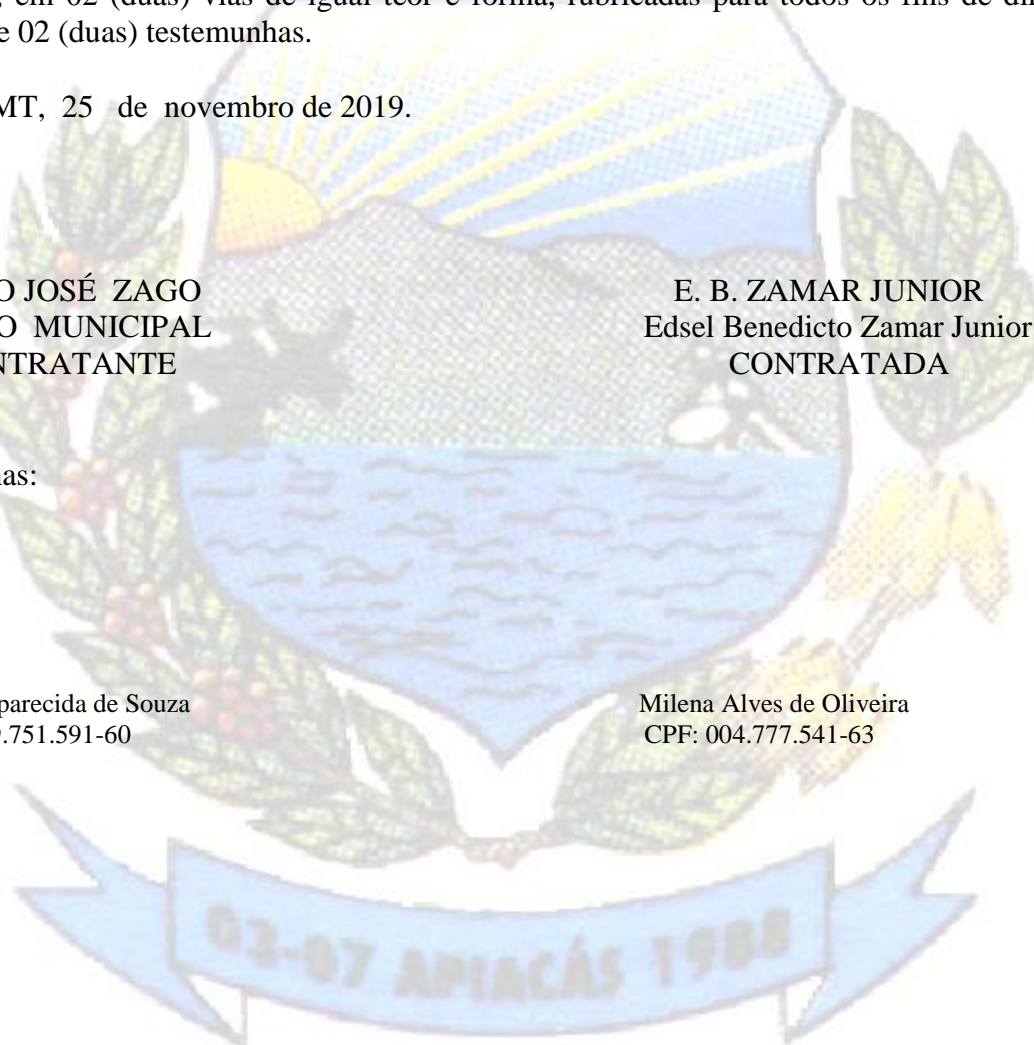 em 02 (duas) vias de igual teor e forma, rubricadas para todos os fins de
e 02 (duas) testemunhas.
MT, 25 de novembro de 2019.
O JOSÉ ZAGO
O MUNICIPAL
NTRATANTE
E. B. ZAMAR JUNIOR
Edsel Benedicto Zamar Junior
CONTRATADA
nas:
parecida de Souza
.751.591-60
Milena Alves de Oliveira
CPF: 004.777.541-63
03-07 APIACÁS 1988